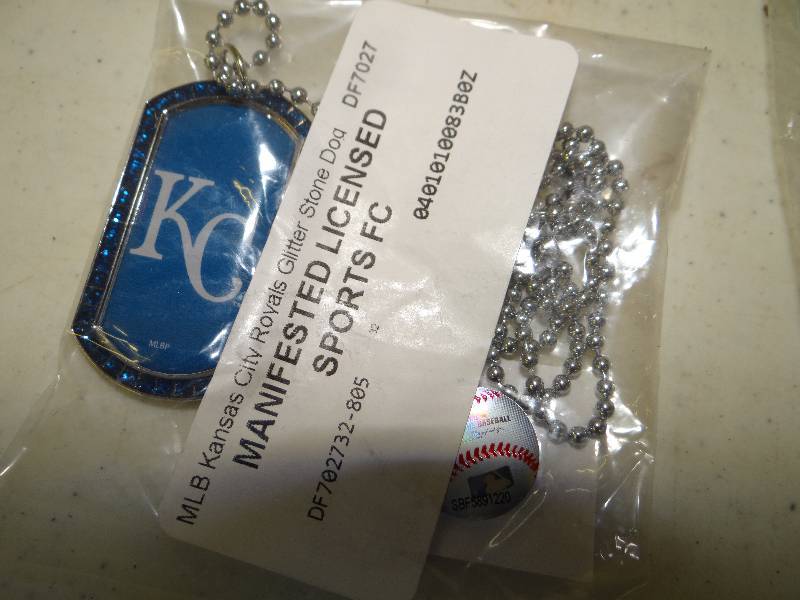 KC
MLBP
MLB Kansas City Royals Glitter Stone Dog DF7027
MANIFESTED LICENSED
SPORTS FC
DF702732-805
32
0401010083B0Z
BASEBALL
SBF5891220